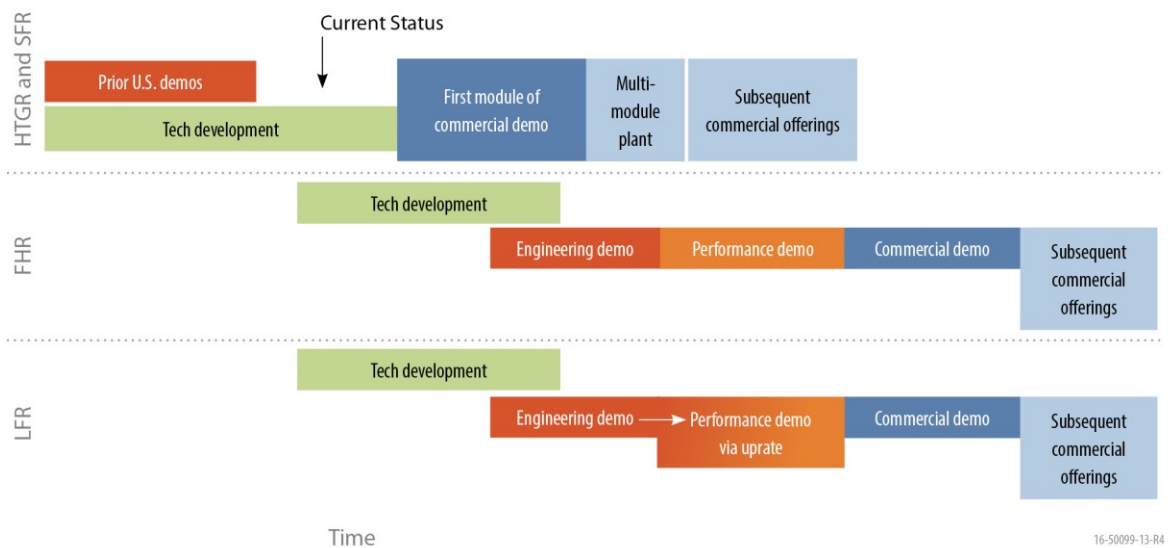 Current Status
HTGR and SFR
Prior U.S. demos
Tech development
First module of
commercial demo
Multi-
module
plant
Subsequent
commercial offerings
FHR
Tech development
Engineering demo
Performance demo
Commercial demo
Subsequent
commercial
offerings
LFR
Tech development
Engineering demo
Performance demo
via uprate
Commercial demo
Subsequent
commercial
offerings
Time
16-50099-13-R4